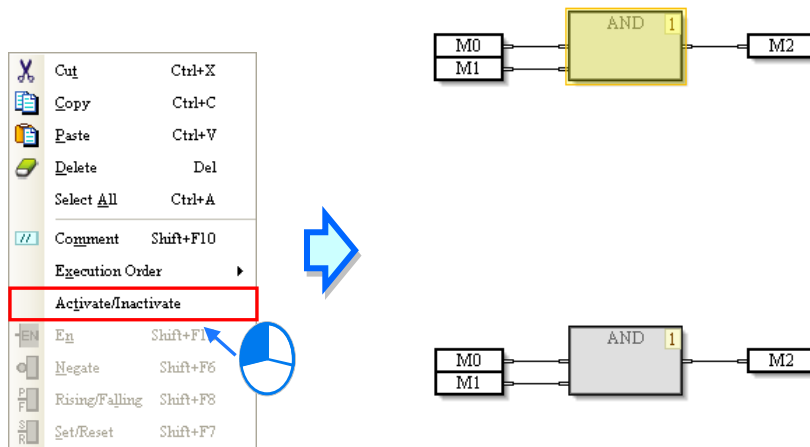 Cut Ctrl+X
Copy Ctrl+C
Paste Ctrl+V
Delete Del
Select All Ctrl+A
Comment Shift+F10
Execution Order
Activate/Inactivate
En Shift+F1
Negate Shift+F6
Rising/Falling Shift+F8
Set/Reset Shift+F7
AND 1
M0 M2
M1
AND 1
M0 M2
M1